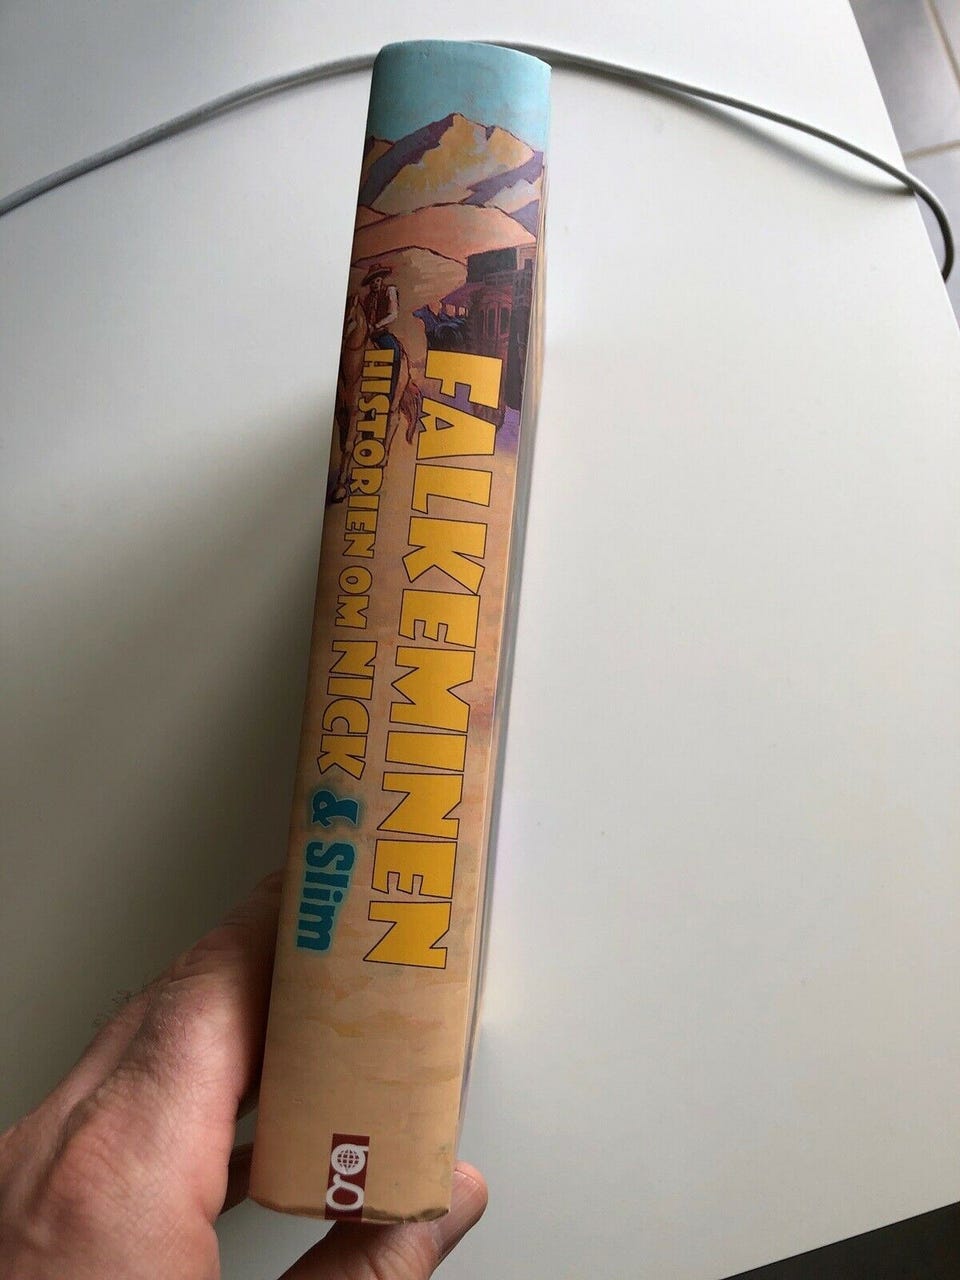 FALKEMINEN
HISTORIEN OM NICK & Slim